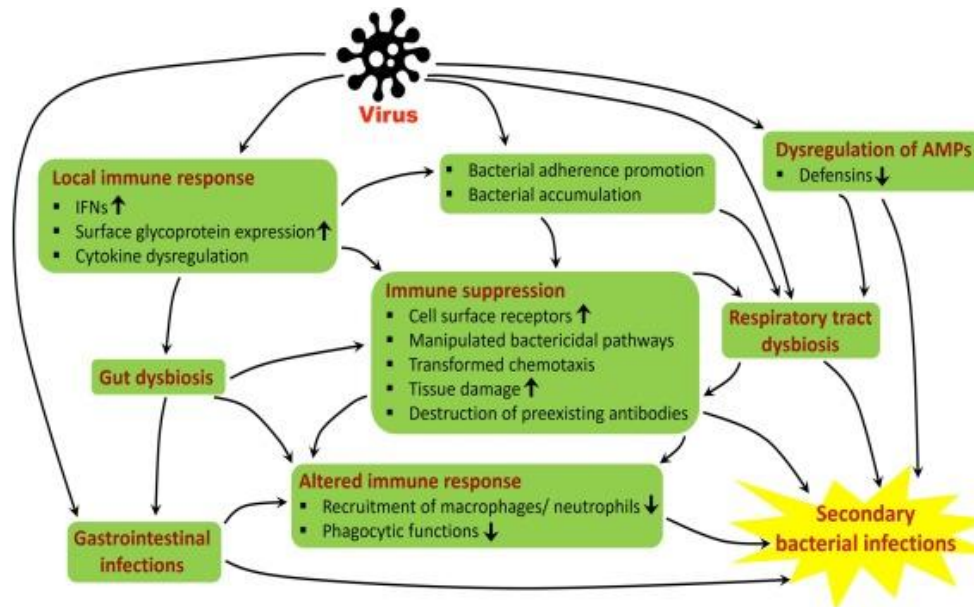 Virus
Local immune response
▪ IFNs ↑
▪ Surface glycoprotein expression ↑
▪ Cytokine dysregulation
▪ Bacterial adherence promotion
▪ Bacterial accumulation
Dysregulation of AMPs
▪ Defensins ↓
Immune suppression
▪ Cell surface receptors ↑
▪ Manipulated bactericidal pathways
▪ Transformed chemotaxis
▪ Tissue damage ↑
▪ Destruction of preexisting antibodies
Respiratory tract
dysbiosis
Gut dysbiosis
Altered immune response
▪ Recruitment of macrophages/ neutrophils ↓
▪ Phagocytic functions ↓
Gastrointestinal
infections
Secondary
bacterial infections